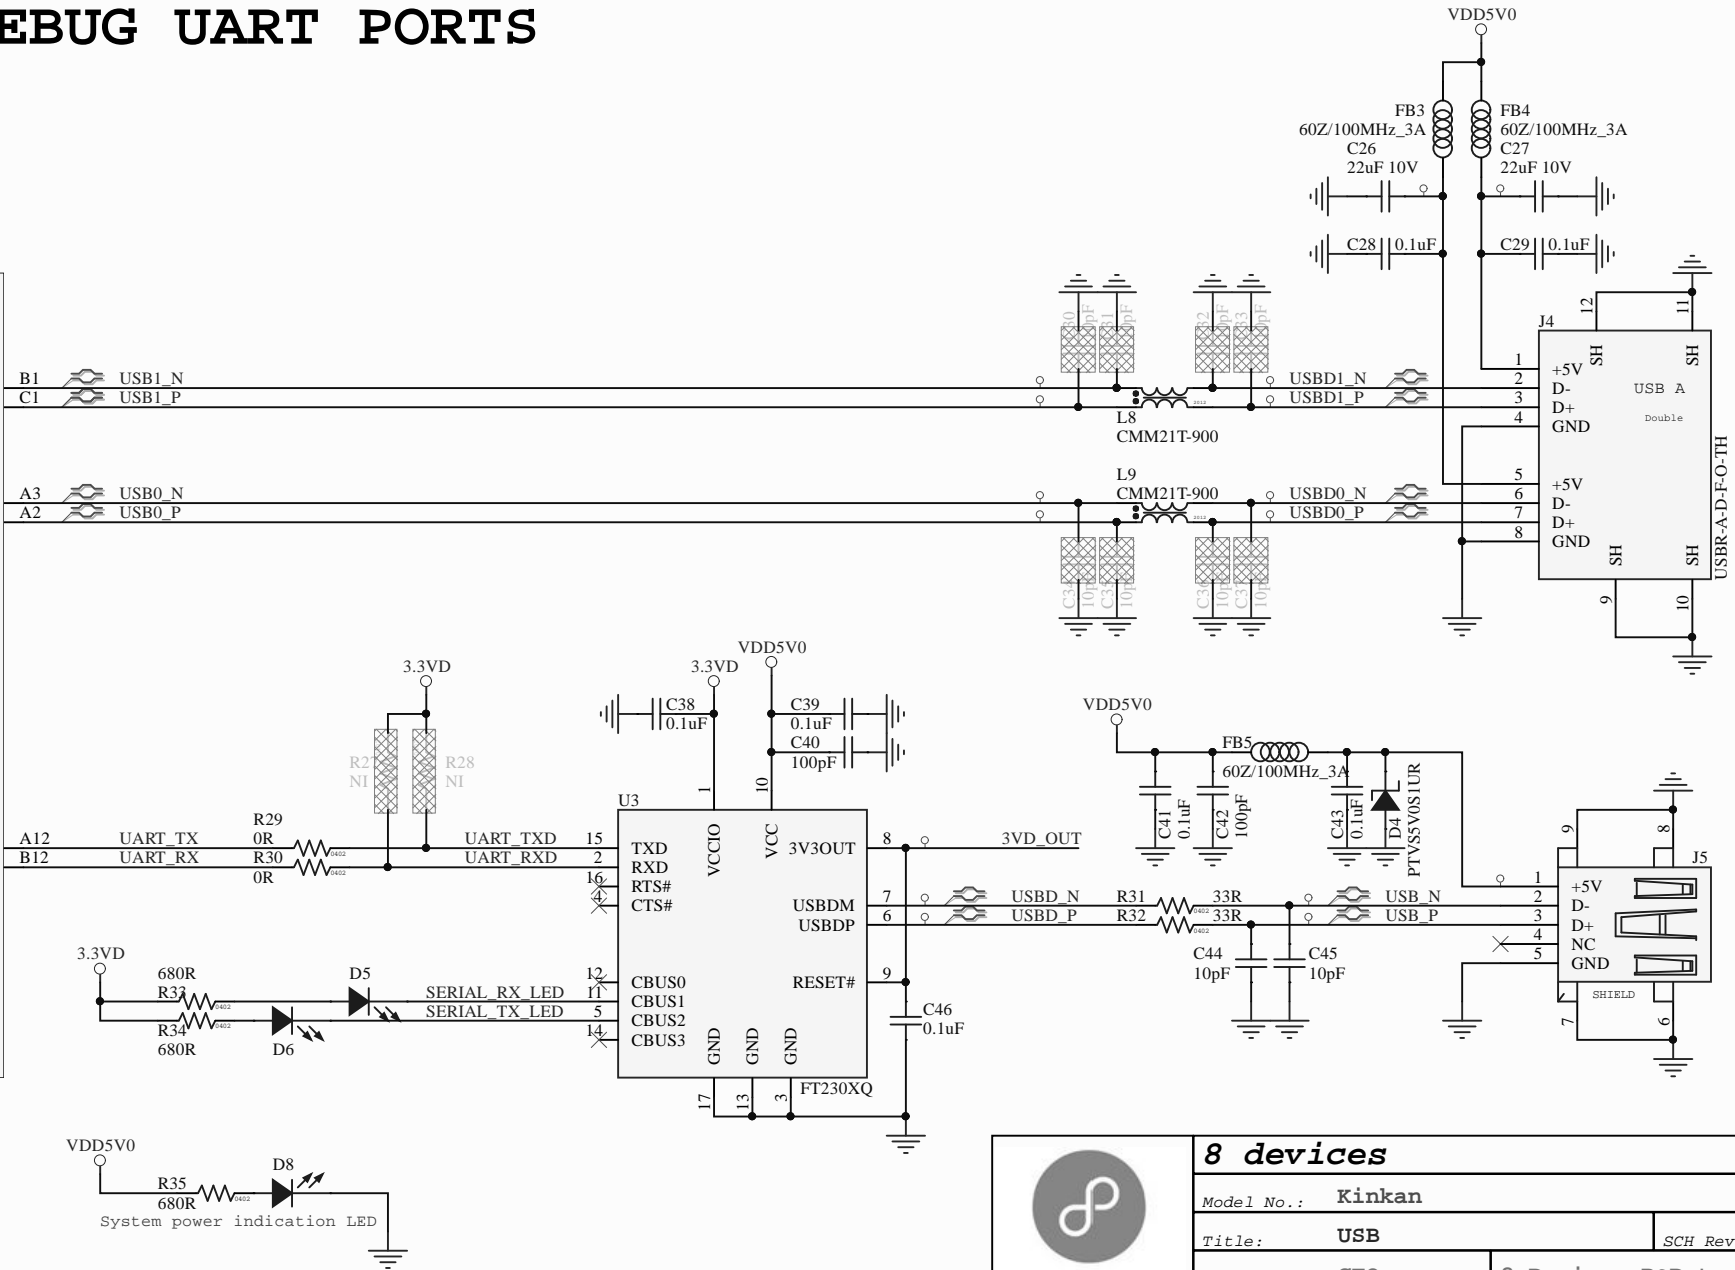 EBUG UART PORTS
VDD5V0
FB3
60Z/100MHz_3A
C26
22uF 10V
FB4
60Z/100MHz_3A
C27
22uF 10V
C28
0.1uF
C29
0.1uF
12
11
J4
SH
SH
1
+5V
2
D-
3
D+
4
GND
USB A
Double
5
+5V
6
D-
7
D+
8
GND
SH
SH
9
10
USBR-A-D-F-O-TH
B1
USB1_N
C1
USB1_P
L8
CMM21T-900
2012
USBD1_N
USBD1_P
A3
USB0_N
A2
USB0_P
L9
CMM21T-900
2012
USBD0_N
USBD0_P
3.3VD
R28
NI
NI
3.3VD
VDD5V0
C38
0.1uF
C39
0.1uF
C40
100pF
1
10
U3
A12
UART_TX
B12
UART_RX
R29
0R
0402
R30
0R
0402
UART_TXD
UART_RXD
15
TXD
2
RXD
16
RTS#
4
CTS#
VCCIO
VCC
3V3OUT
8
3VD_OUT
USBDM
7
USBDP
6
RESET#
9
12
CBUS0
11
CBUS1
5
CBUS2
14
CBUS3
GND
GND
GND
17
13
3
FT230XQ
C46
0.1uF
3.3VD
680R
R33
0402
R34
680R
0402
D5
D6
SERIAL_RX_LED
SERIAL_TX_LED
VDD5V0
C41
0.1uF
C42
100pF
FB5
60Z/100MHz_3A
C43
0.1uF
D4
PTVS5V0S1UR
USBD_N
USBD_P
R31
33R
0402
R32
33R
0402
C44
10pF
C45
10pF
USB_N
USB_P
9
8
J5
1
+5V
2
D-
3
D+
4
NC
5
GND
SHIELD
7
6
VDD5V0
R35
680R
0402
D8
System power indication LED
8 devices
Model No.: Kinkan
Title: USB
SCH Rev